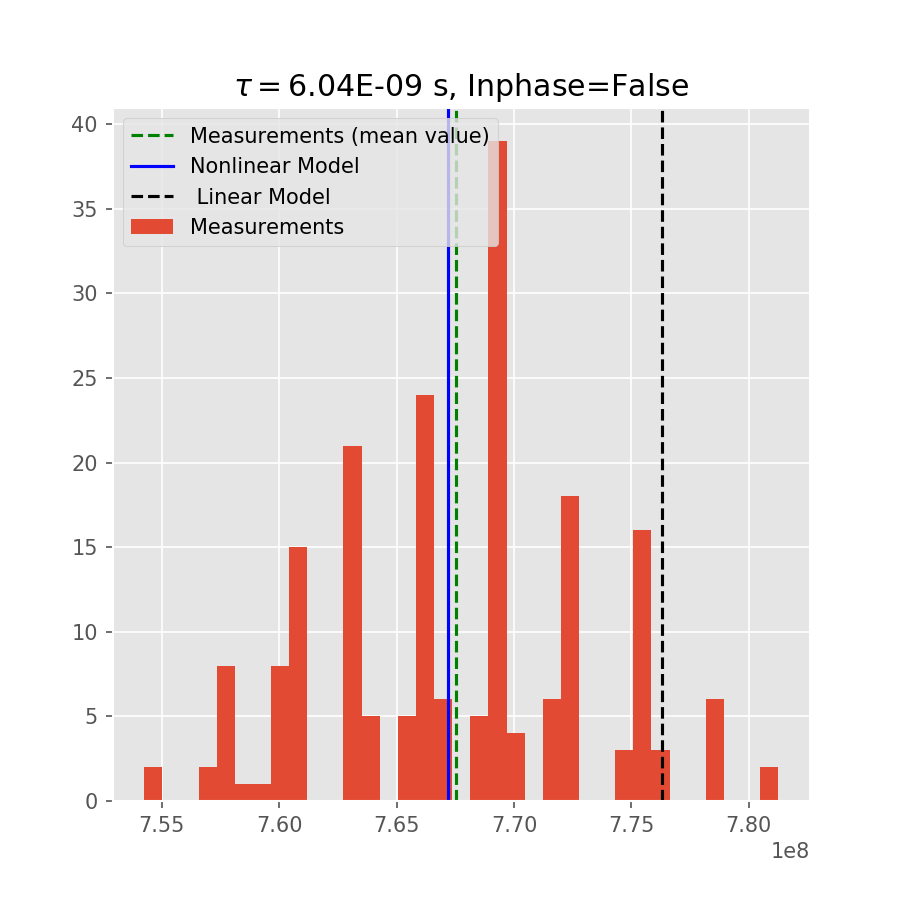 τ = 6.04E-09 s, Inphase=False
Measurements (mean value)
Nonlinear Model
Linear Model
Measurements
40
35
30
25
20
15
10
5
0
7.55 7.60 7.65 7.70 7.75 7.80
1e8